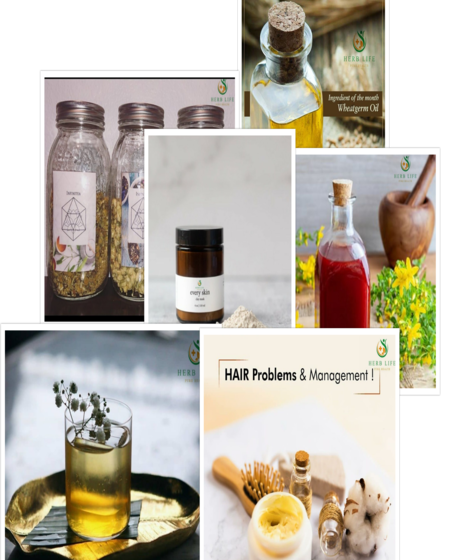 HERB LIFE
Ingredient of the month
Wheatgerm Oil
HERB LIFE
HERB LIFE
every skin
HERB LIFE
HAIR Problems & Management !
HERB LIFE